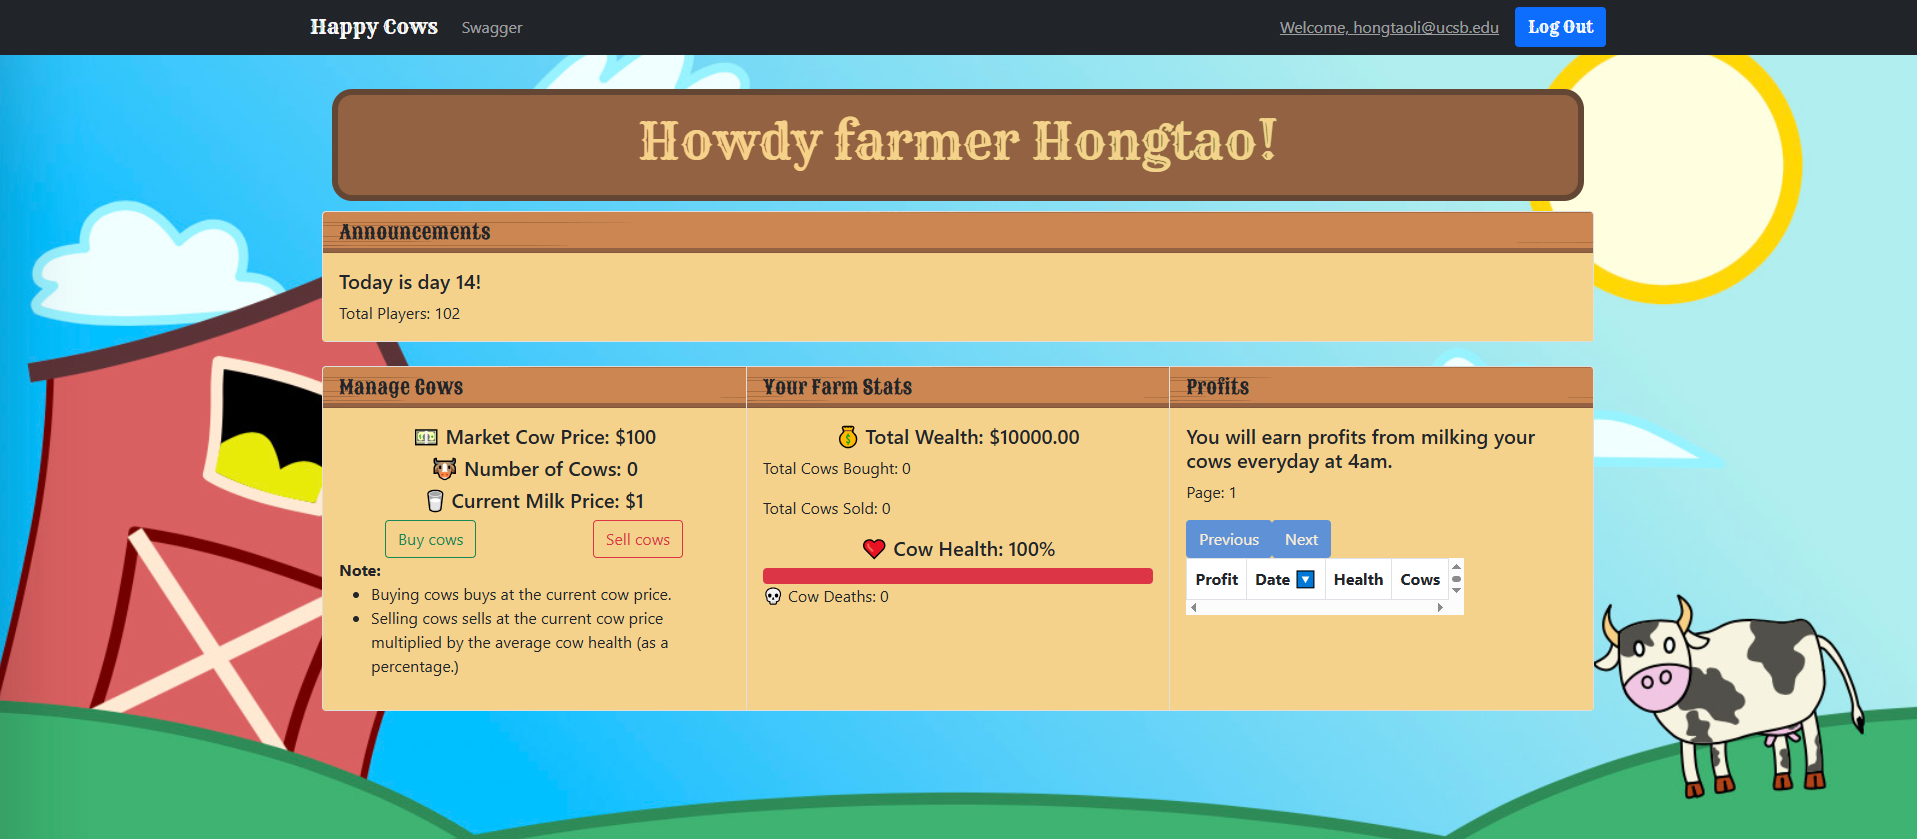 Happy Cows Swagger Welcome, hongtaoli@ucsb.edu Log Out
Howdy farmer Hongtao!
Announcements
Today is day 14!
Total Players: 102
Manage Cows
💵 Market Cow Price: $100
🐮 Number of Cows: 0
🥛 Current Milk Price: $1
Buy cows Sell cows
Note:
• Buying cows buys at the current cow price.
• Selling cows sells at the current cow price
multiplied by the average cow health (as a
percentage.)
Your Farm Stats
💰 Total Wealth: $10000.00
Total Cows Bought: 0
Total Cows Sold: 0
❤️ Cow Health: 100%
💀 Cow Deaths: 0
Profits
You will earn profits from milking your
cows everyday at 4am.
Page: 1
Previous Next
Profit Date 🔽 Health Cows